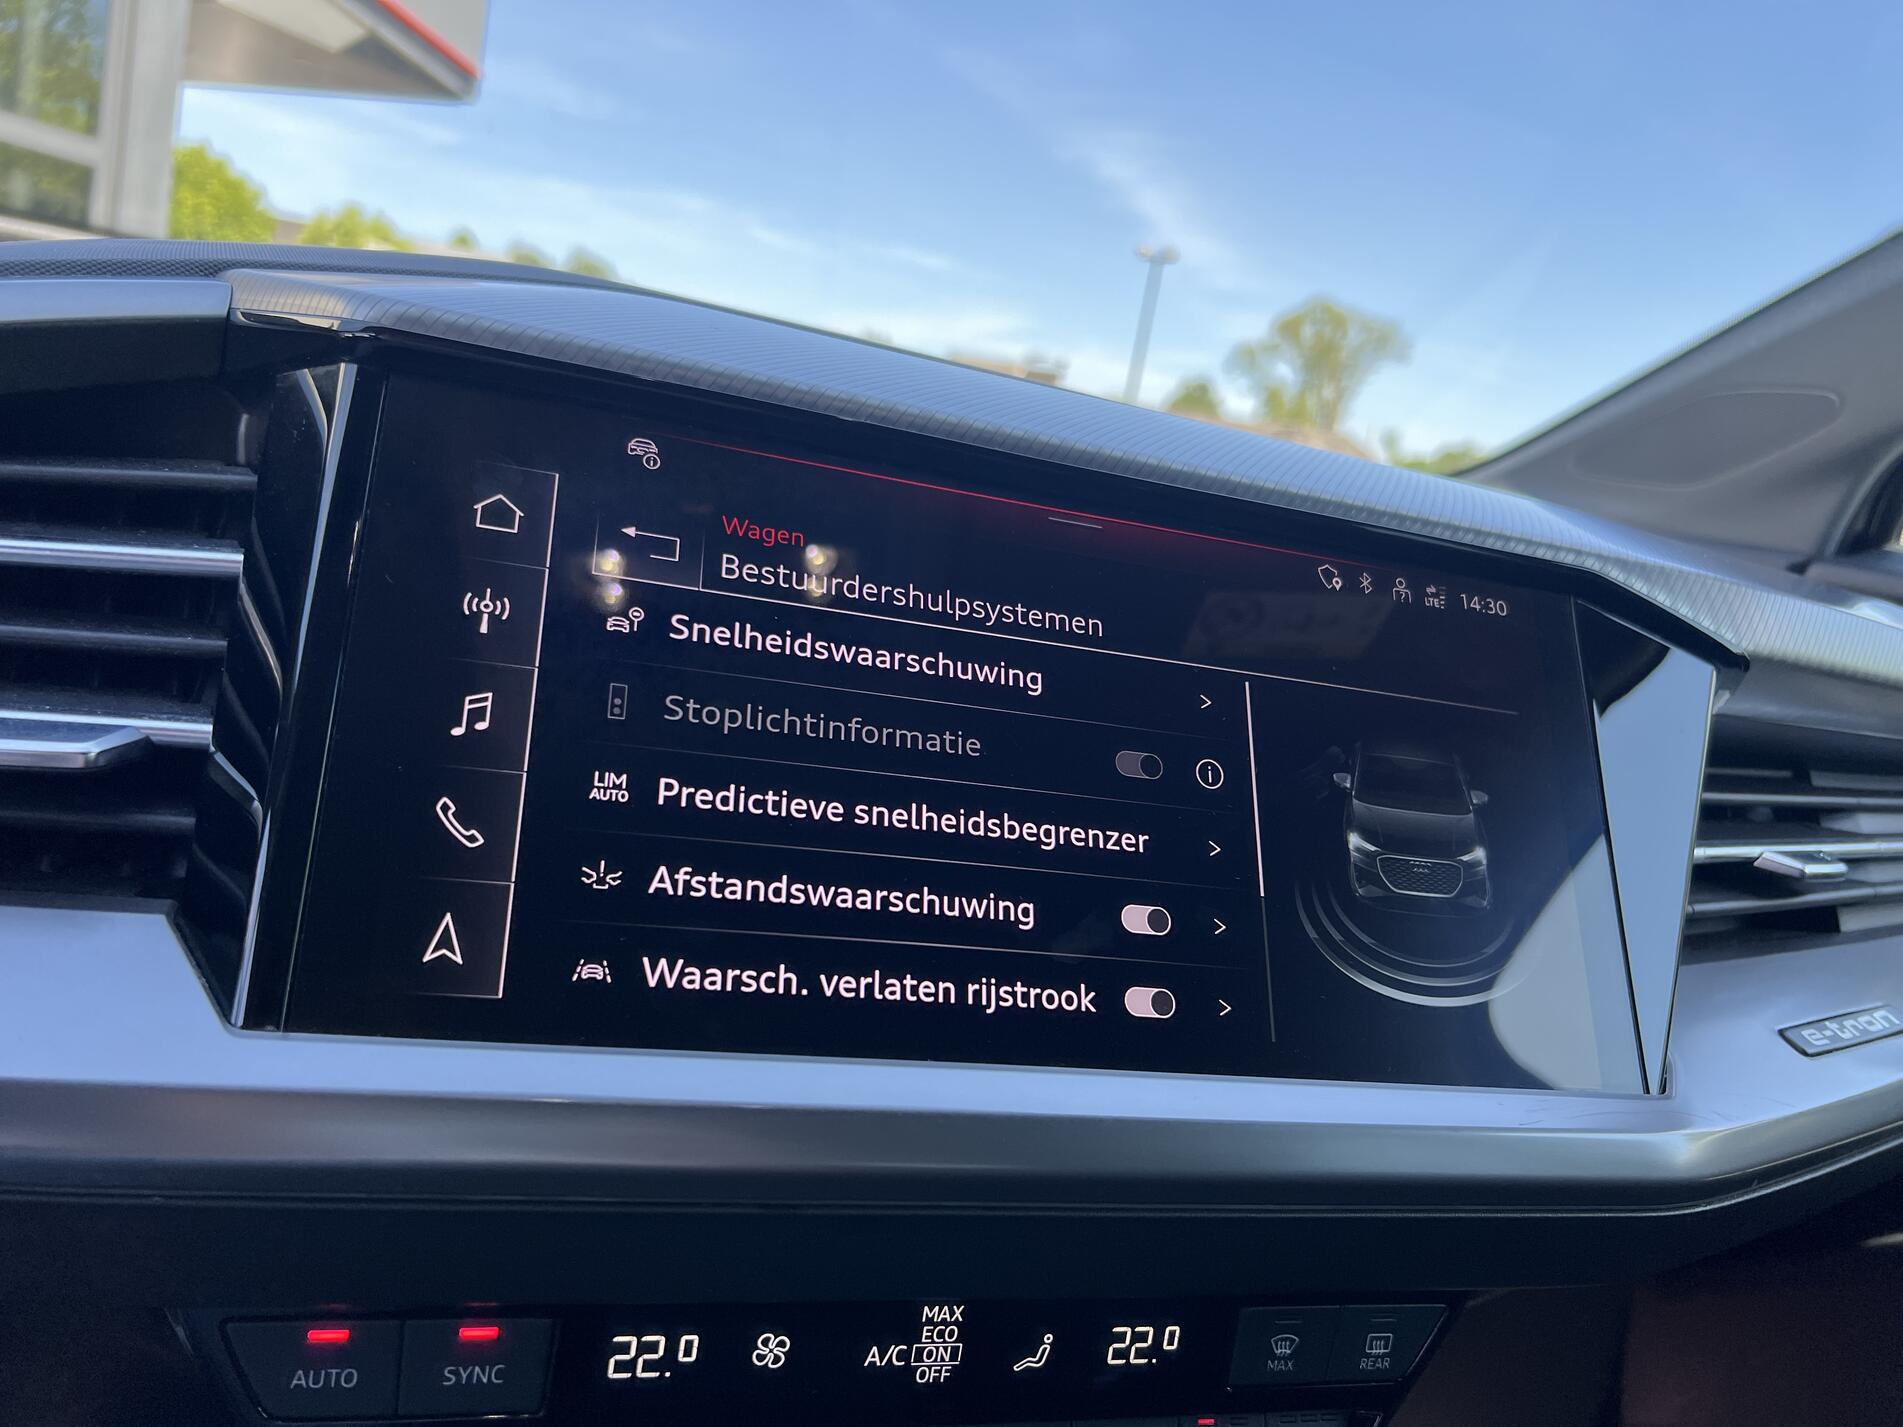 Wagen
Bestuurdershulpsystemen
LTE 14:30
Snelheidswaarschuwing
Stoplichtinformatie
LIM
AUTO
Predictieve snelheidsbegrenzer
Afstandswaarschuwing
Waarsch. verlaten rijstrook
e-tron
AUTO
SYNC
22.0
A/C
MAX
ECO
ON
OFF
22.0
MAX
REAR